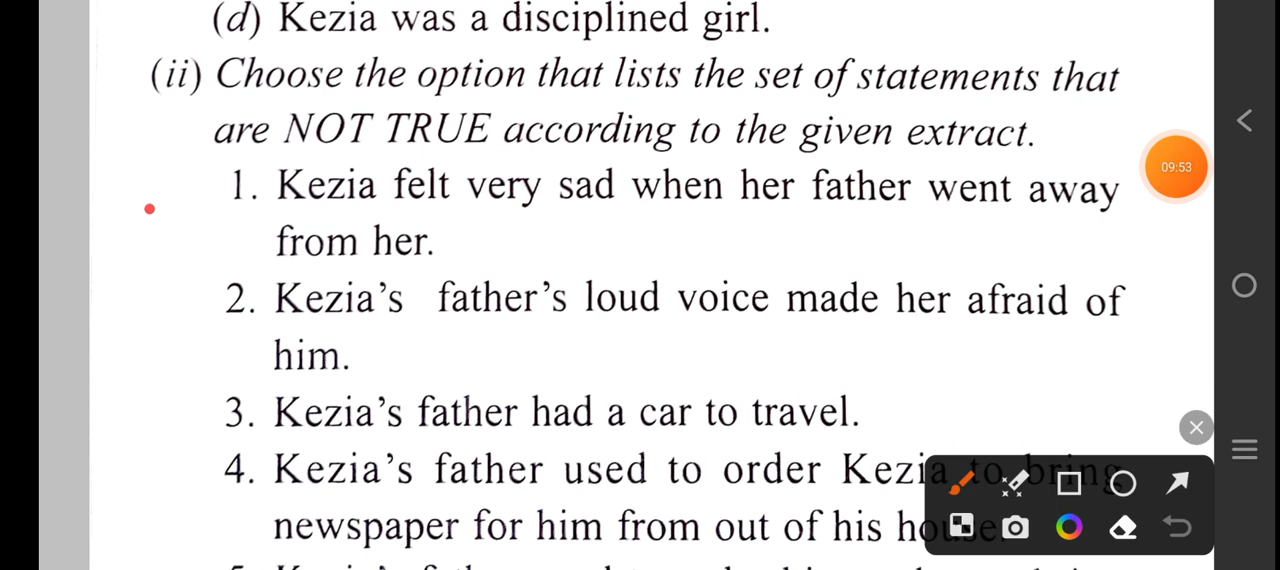 (d) Kezia was a disciplined girl.
(ii) Choose the option that lists the set of statements that
are NOT TRUE according to the given extract.
1. Kezia felt very sad when her father went away
from her.
09:53
2. Kezia's father's loud voice made her afraid of
him.
3. Kezia's father had a car to travel.
4. Kezia's father used to order Kezia to bring
newspaper for him from out of his house.